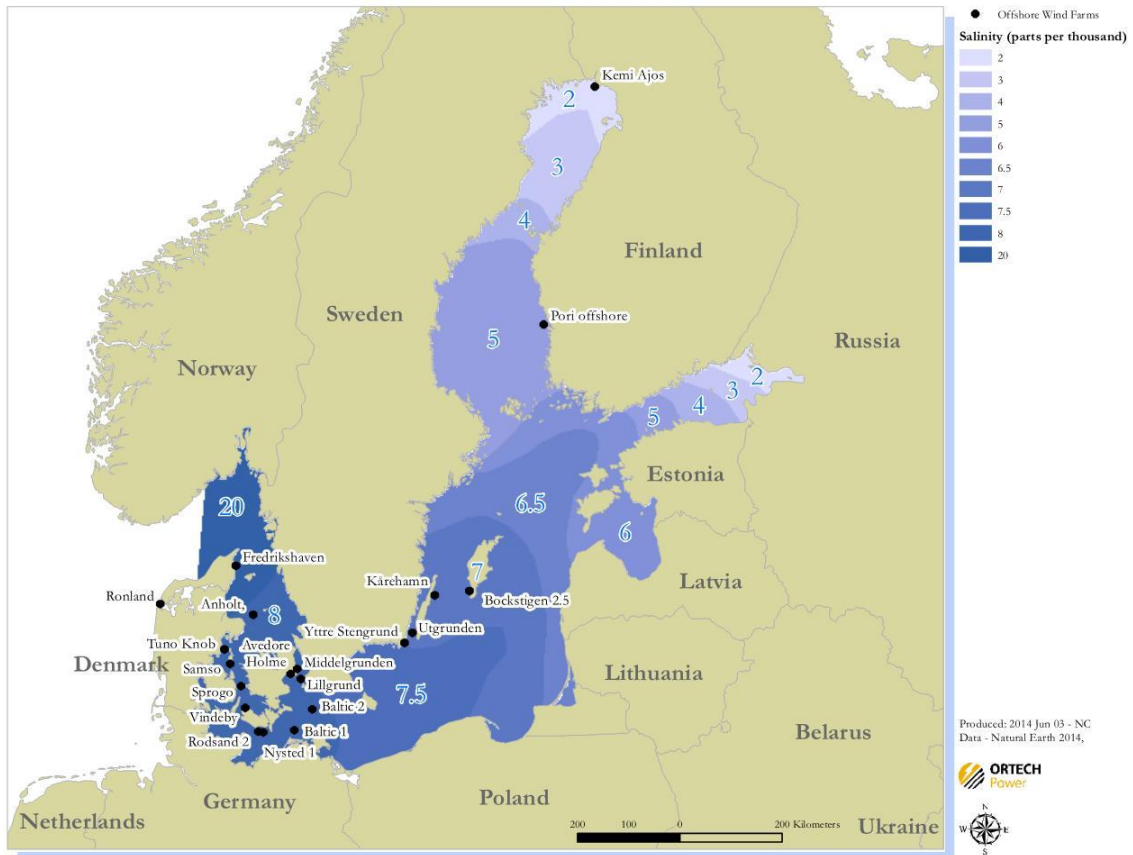 Offshore Wind Farms
Salinity (parts per thousand)
2
3
4
5
6
6.5
7
7.5
8
20
Kemi Ajos
2
3
4
Finland
Pori offshore
Sweden
5
Russia
Norway
2
3
4
5
Estonia
6.5
20
6
Fredrikshaven
Kårehamn
7
Latvia
Ronland
Anholt,
Bockstigen 2.5
8
Utgrunden
Yttre Stengrund
Tuno Knob
Avedore
Holme
Middelgrunden
Denmark
Samso
Lithuania
Lillgrund
Sprogo
7.5
Vindeby
Baltic 2
Rodsand 2
Baltic 1
Belarus
Nysted 1
Germany
Poland
Netherlands
Ukraine
200 100 0 200 Kilometers
Produced: 2014 Jun 03 - NC
Data - Natural Earth 2014,
ORTECH
Power
N
W E
S